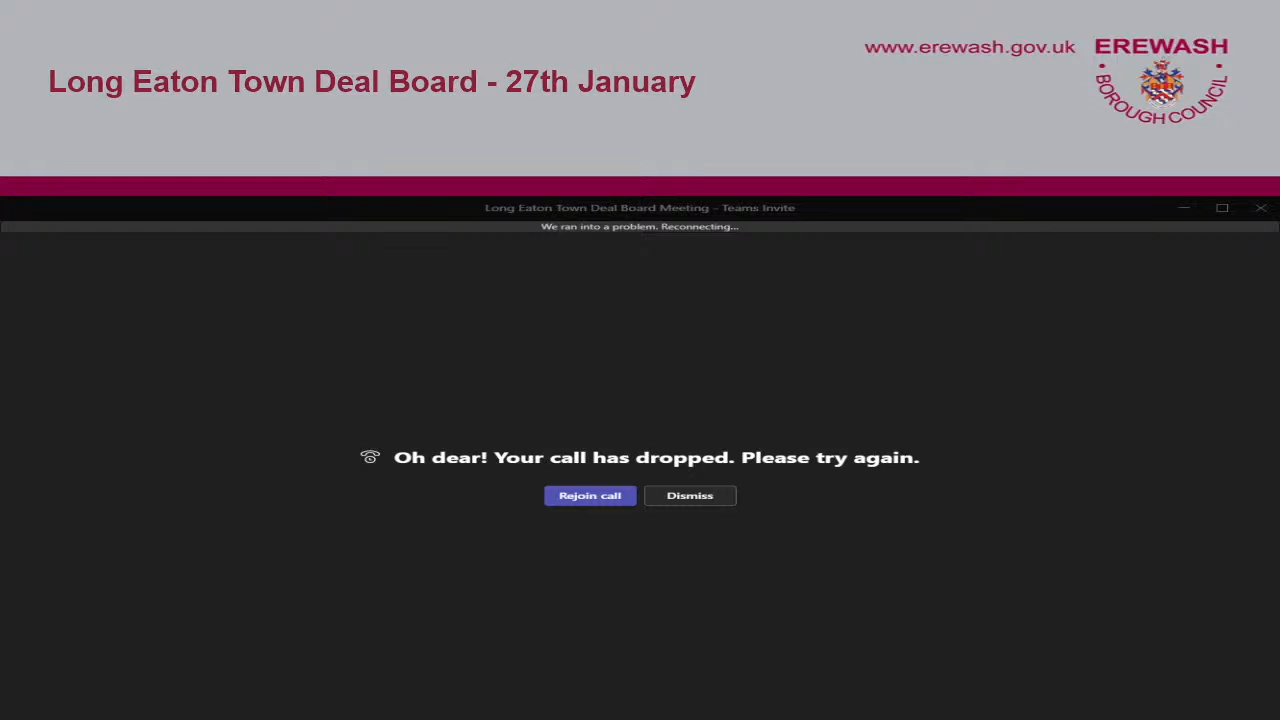 www.erewash.gov.uk
EREWASH
BOROUGH COUNCIL
Long Eaton Town Deal Board - 27th January
Long Eaton Town Deal Board Meeting - Teams Invite
We ran into a problem. Reconnecting...
Oh dear! Your call has dropped. Please try again.
Rejoin call
Dismiss